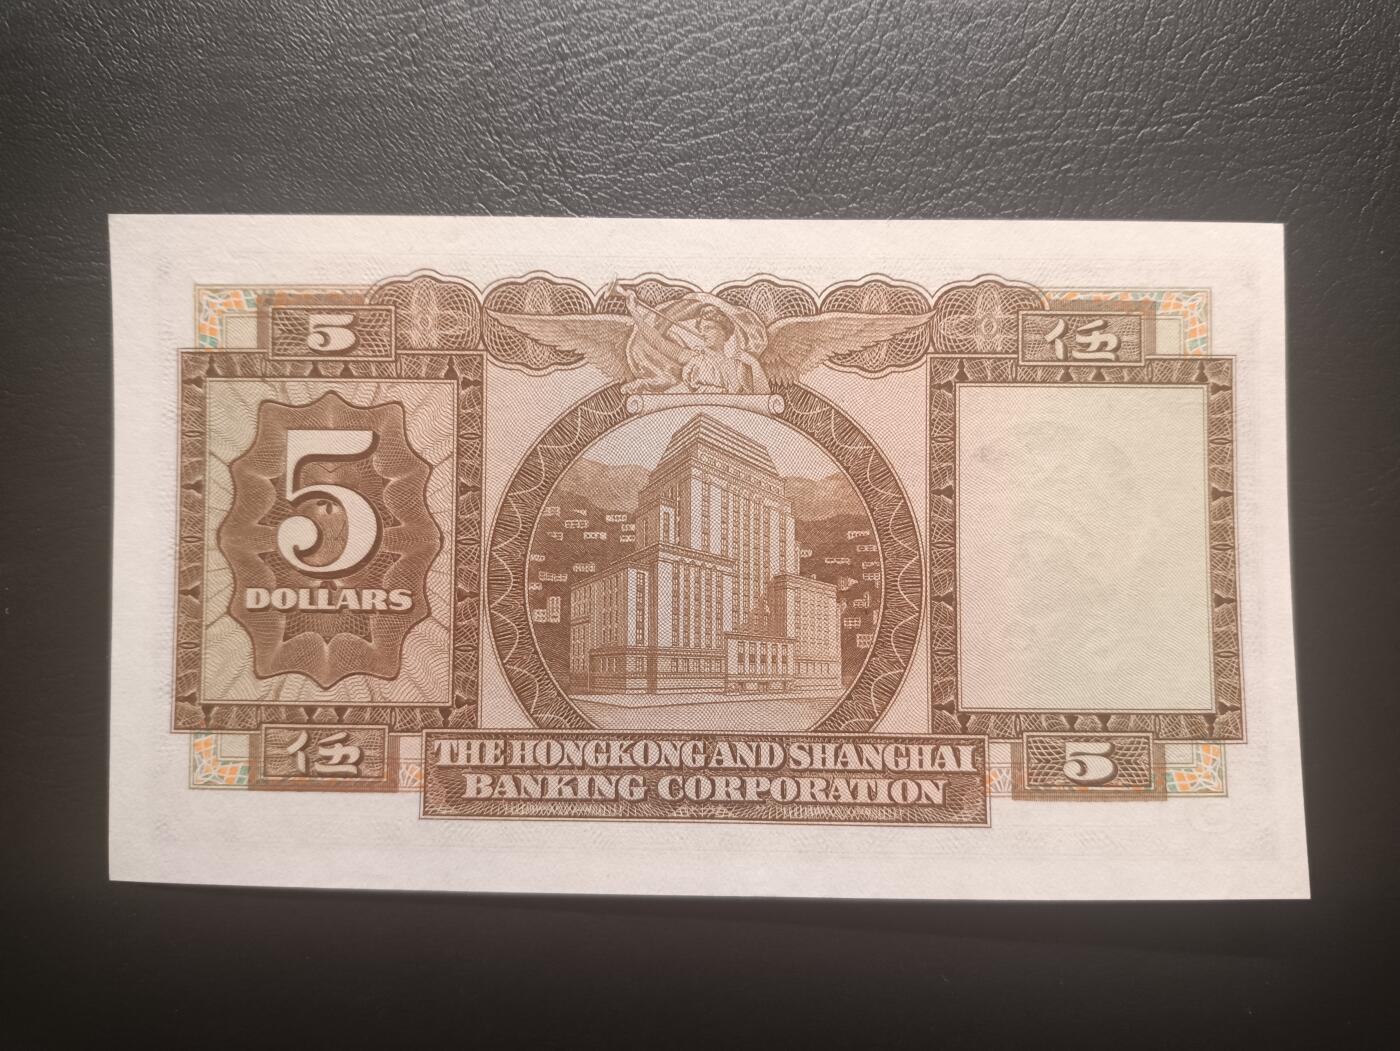 5
伍
5
DOLLARS
伍
THE HONGKONG AND SHANGHAI
BANKING CORPORATION
5